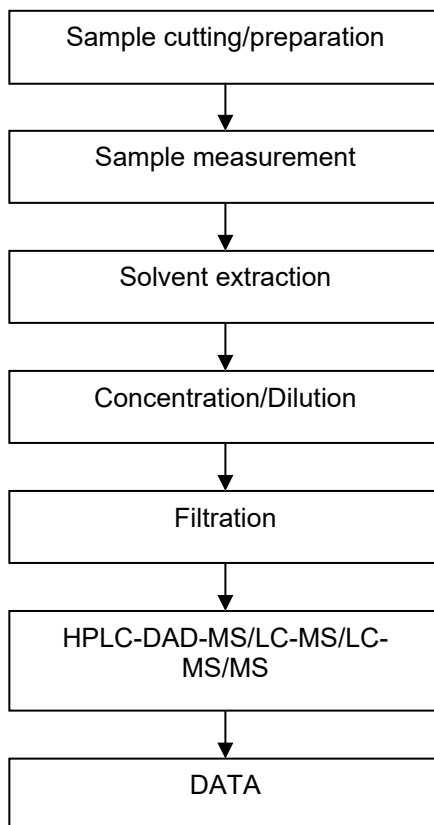 Sample cutting/preparation
Sample measurement
Solvent extraction
Concentration/Dilution
Filtration
HPLC-DAD-MS/LC-MS/LC-
MS/MS
DATA